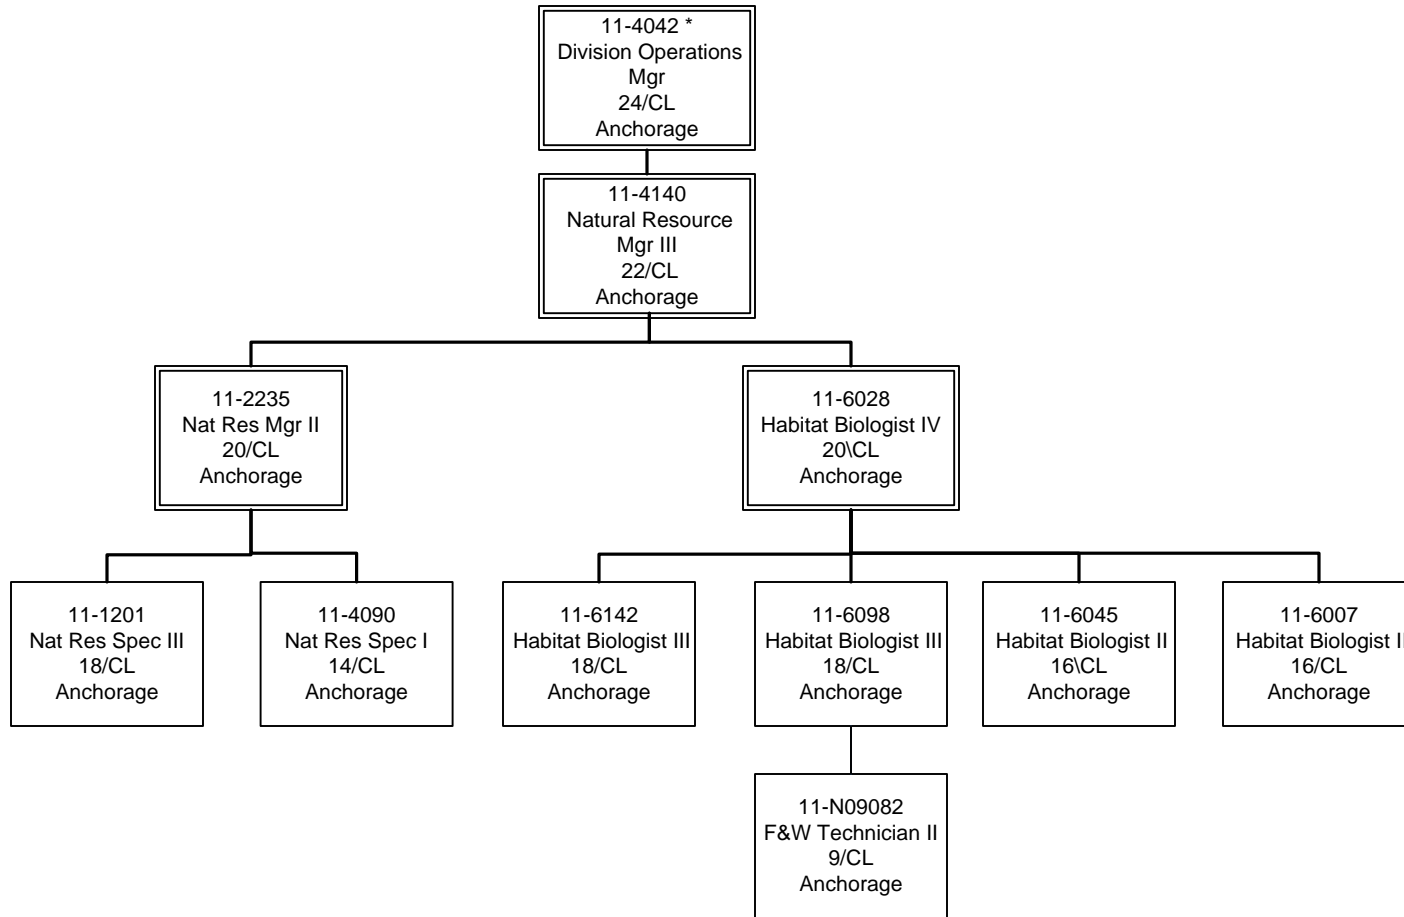 11-4042 *
Division Operations
Mgr
24/CL
Anchorage
11-4140
Natural Resource
Mgr III
22/CL
Anchorage
11-2235
Nat Res Mgr II
20/CL
Anchorage
11-6028
Habitat Biologist IV
20\CL
Anchorage
11-1201
Nat Res Spec III
18/CL
Anchorage
11-4090
Nat Res Spec I
14/CL
Anchorage
11-6142
Habitat Biologist III
18/CL
Anchorage
11-6098
Habitat Biologist III
18/CL
Anchorage
11-6045
Habitat Biologist II
16\CL
Anchorage
11-6007
Habitat Biologist II
16/CL
Anchorage
11-N09082
F&W Technician II
9/CL
Anchorage